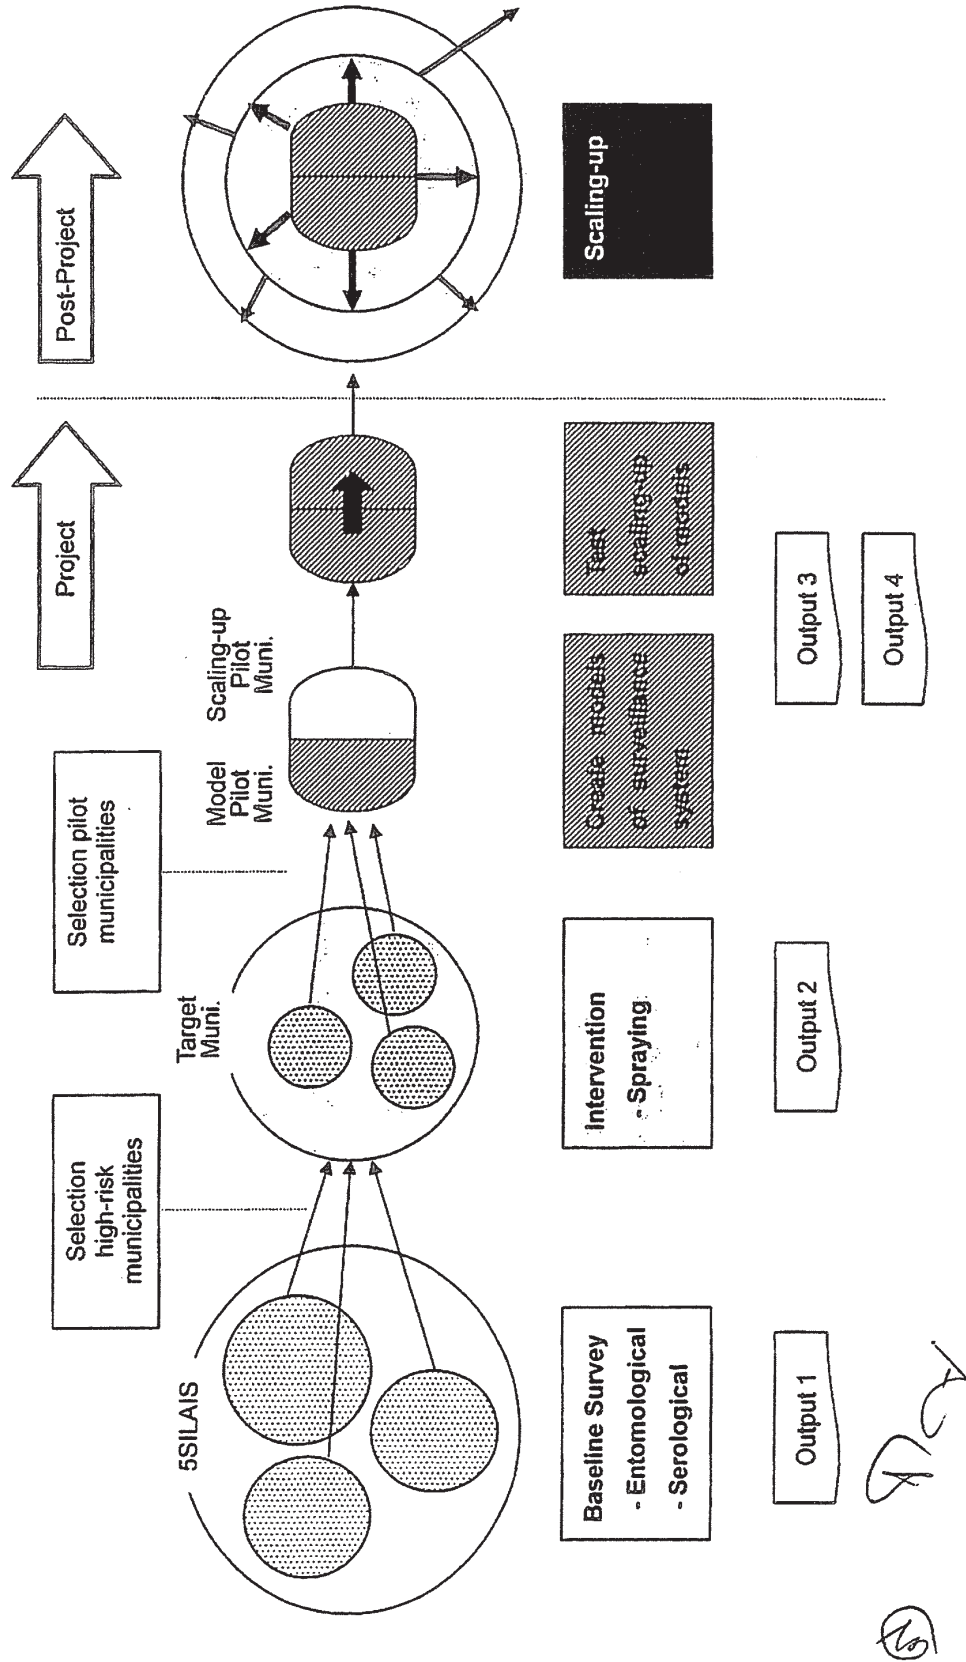 Project
Post-Project
Selection
high-risk
municipalities
Selection pilot
municipalities
5SILAIS
Target
Muni.
Model
Pilot
Muni.
Scaling-up
Pilot
Muni.
Baseline Survey
- Entomological
- Serological
Intervention
- Spraying
Create models
of surveillance
system
Test
scaling-up
of models
Scaling-up
Output 1
Output 2
Output 3
Output 4